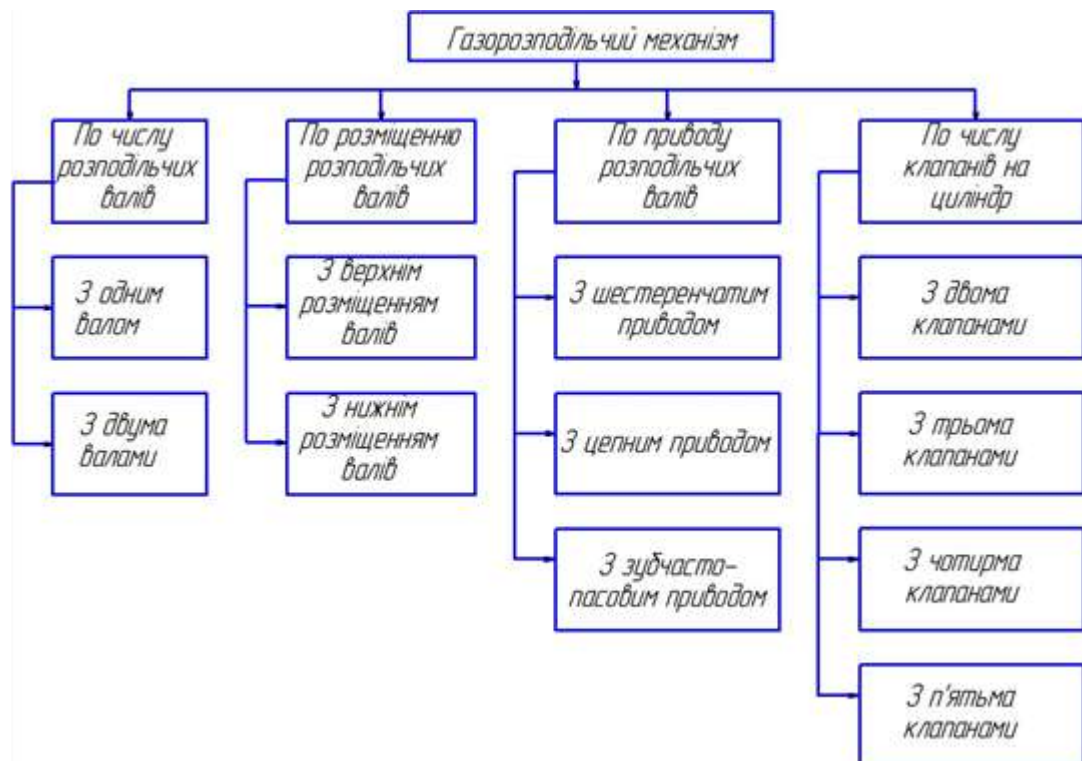 Газорозподільчий механізм
По числу
розподільчих
валів
З одним
валом
З двума
валами
По розміщенню
розподільчих
валів
З верхнім
розміщенням
валів
З нижнім
розміщенням
валів
По приводу
розподільчих
валів
З шестеренчатим
приводом
З цепним приводом
З зубчасто-
пасовим приводом
По числу
клапанів на
циліндр
З двома
клапанами
З трьома
клапанами
З чотирма
клапанами
З п'ятьма
клапанами